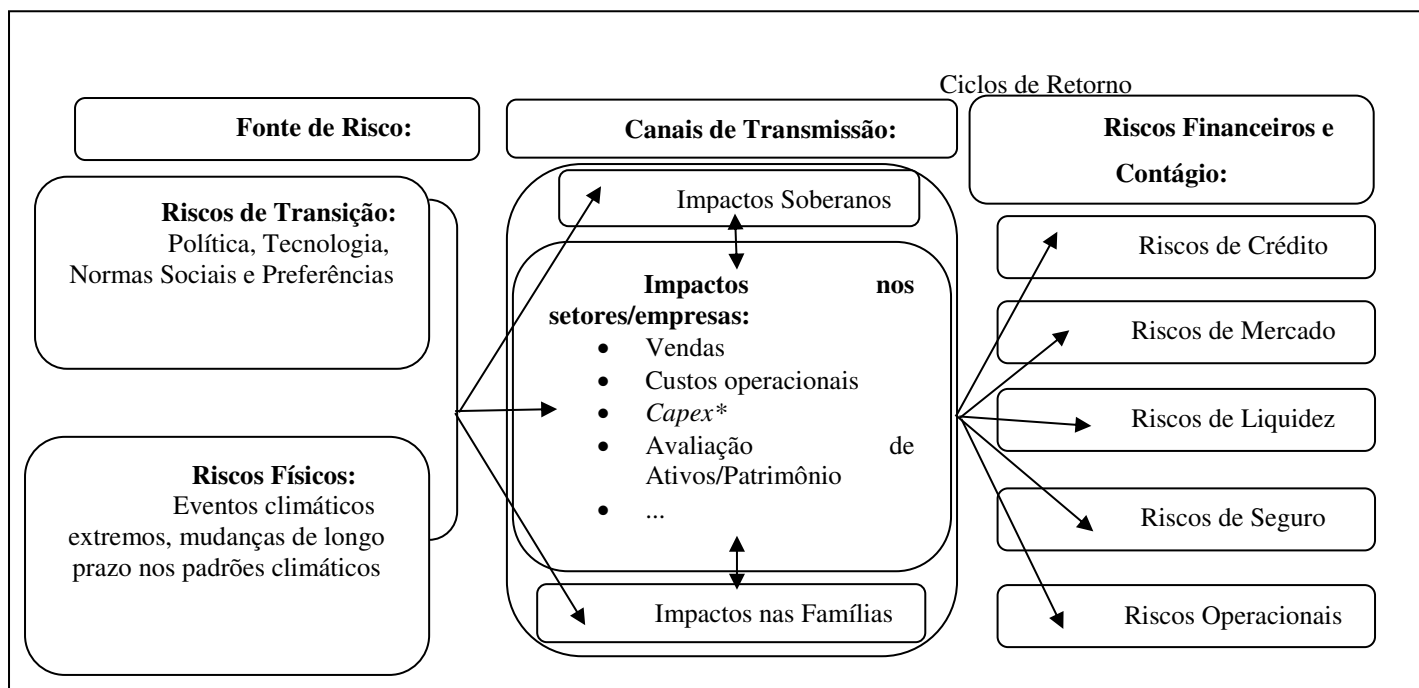 Ciclos de Retorno
Fonte de Risco:
Riscos de Transição:
Política, Tecnologia,
Normas Sociais e Preferências
Riscos Físicos:
Eventos climáticos
extremos, mudanças de longo
prazo nos padrões climáticos
Canais de Transmissão:
Impactos Soberanos
Impactos nos
setores/empresas:
• Vendas
• Custos operacionais
• Capex*
• Avaliação de
Ativos/Patrimônio
• ...
Impactos nas Famílias
Riscos Financeiros e
Contágio:
Riscos de Crédito
Riscos de Mercado
Riscos de Liquidez
Riscos de Seguro
Riscos Operacionais